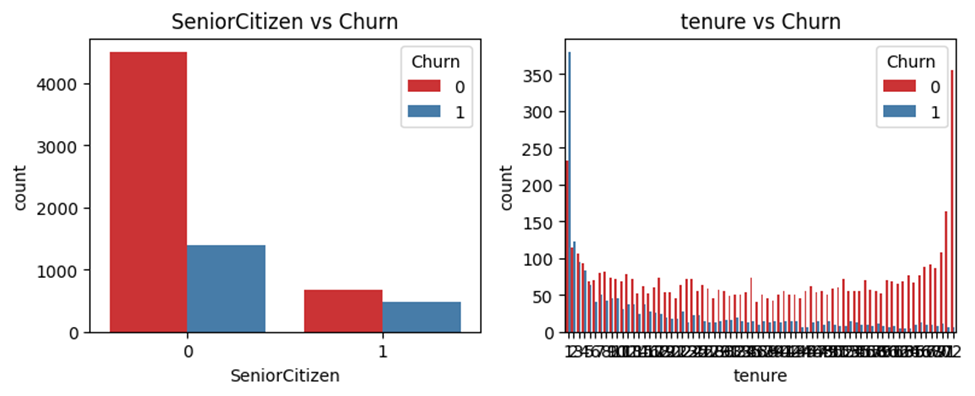 SeniorCitizen vs Churn
4000
3000
2000
1000
0
count
Churn
0
1
0
1
SeniorCitizen
tenure vs Churn
350
300
250
200
150
100
50
0
count
Churn
0
1
tenure